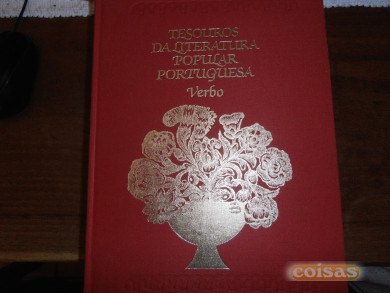 TESOUROS
DA LITERATURA
POPULAR
PORTUGUESA
Verbo
coisas